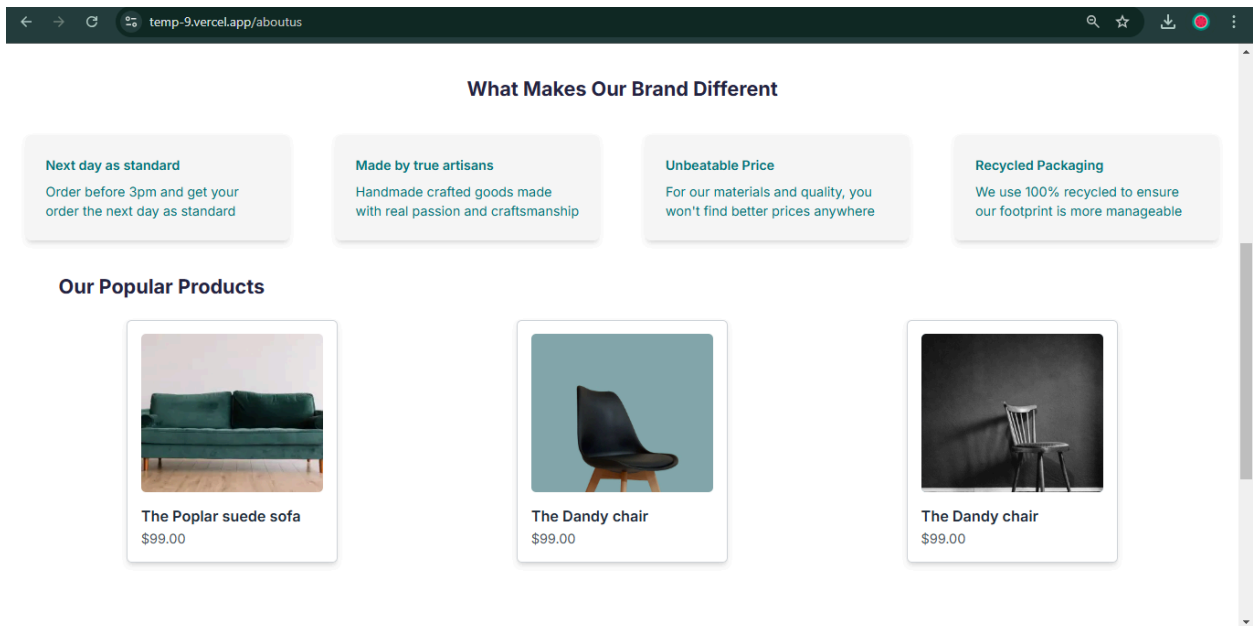 temp-9.vercel.app/aboutus
What Makes Our Brand Different
Next day as standard
Order before 3pm and get your
order the next day as standard
Made by true artisans
Handmade crafted goods made
with real passion and craftsmanship
Unbeatable Price
For our materials and quality, you
won't find better prices anywhere
Recycled Packaging
We use 100% recycled to ensure
our footprint is more manageable
Our Popular Products
The Poplar suede sofa
$99.00
The Dandy chair
$99.00
The Dandy chair
$99.00